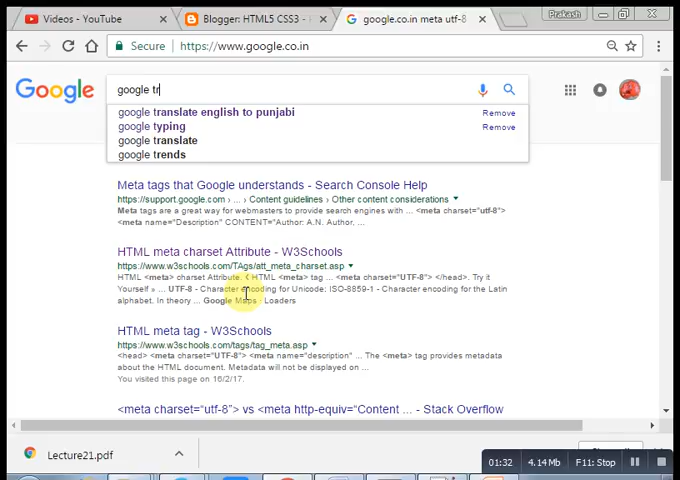 Videos - YouTube
Blogger: HTML5 CSS3 -
google.co.in meta utf-8
Prakash
Secure
https://www.google.co.in
Google
google tr
google translate english to punjabi
Remove
google typing
Remove
google translate
google trends
Meta tags that Google understands - Search Console Help
https://support.google.com › ... › Content guidelines › Other content considerations
Meta tags are a great way for webmasters to provide search engines with ... <meta charset="utf-8">
<meta name="Description" CONTENT="Author: A.N. Author,
HTML meta charset Attribute - W3Schools
https://www.w3schools.com/TAgs/att_meta_charset.asp
HTML <meta> charset Attribute. ❮ HTML <meta> tag ... <meta charset="UTF-8"> </head>. Try it
Yourself » ... UTF-8 - Character encoding for Unicode; ISO-8859-1 - Character encoding for the Latin
alphabet. In theory ... Google Maps · Loaders
HTML meta tag - W3Schools
https://www.w3schools.com/tags/tag_meta.asp
<head> <meta charset="UTF-8"> <meta name="description" ... The <meta> tag provides metadata
about the HTML document. Metadata will not be displayed on ...
You visited this page on 16/2/17.
<meta charset="utf-8"> vs <meta http-equiv="Content ... - Stack Overflow
Lecture21.pdf
01:32
4.14 Mb
F11: Stop